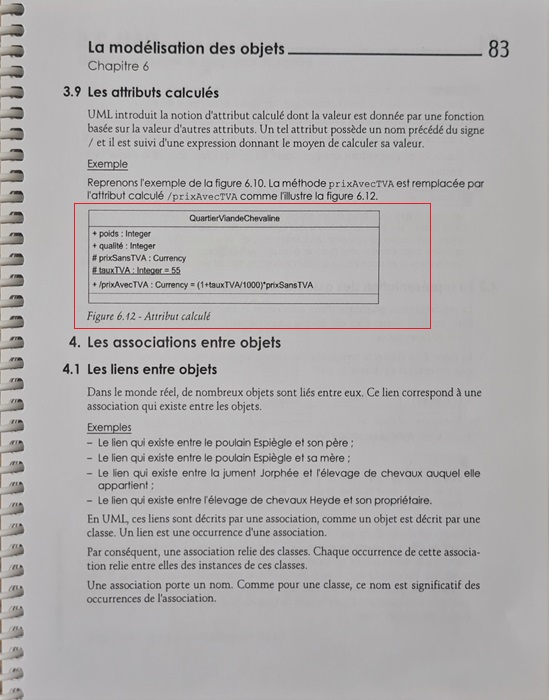 La modélisation des objets 83
Chapitre 6
3.9 Les attributs calculés
UML introduit la notion d'attribut calculé dont la valeur est donnée par une fonction
basée sur la valeur d'autres attributs. Un tel attribut possède un nom précédé du signe
/ et il est suivi d'une expression donnant le moyen de calculer sa valeur.
Exemple
Reprenons l'exemple de la figure 6.10. La méthode prixAvecTVA est remplacée par
l'attribut calculé /prixAvecTVA comme l'illustre la figure 6.12.
QuartierViandeChevaline
+ poids : Integer
+ qualité : Integer
# prixSansTVA : Currency
# tauxTVA : Integer = 55
+ /prixAvecTVA : Currency = (1+tauxTVA/1000)*prixSansTVA
Figure 6.12 - Attribut calculé
4. Les associations entre objets
4.1 Les liens entre objets
Dans le monde réel, de nombreux objets sont liés entre eux. Ce lien correspond à une
association qui existe entre les objets.
Exemples
– Le lien qui existe entre le poulain Espiègle et son père ;
– Le lien qui existe entre le poulain Espiègle et sa mère ;
– Le lien qui existe entre la jument Jorphée et l'élevage de chevaux auquel elle
appartient ;
– Le lien qui existe entre l'élevage de chevaux Heyde et son propriétaire.
En UML, ces liens sont décrits par une association, comme un objet est décrit par une
classe. Un lien est une occurrence d'une association.
Par conséquent, une association relie des classes. Chaque occurrence de cette associa-
tion relie entre elles des instances de ces classes.
Une association porte un nom. Comme pour une classe, ce nom est significatif des
occurrences de l'association.